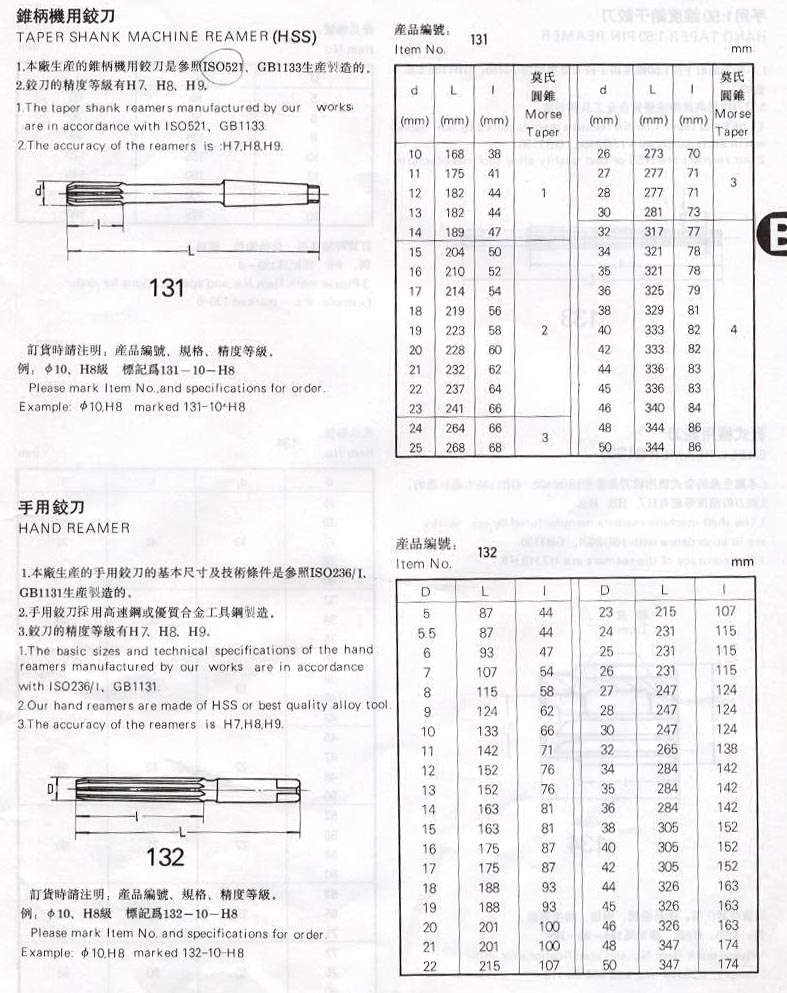 錐柄機用鉸刀
TAPER SHANK MACHINE REAMER (HSS)
1.本廠生産的錐柄機用鉸刀是參照ISO521、GB1133生産製造的。
2.鉸刀的精度等級有H7、H8、H9。
1.The taper shank reamers manufactured by our works
are in accordance with ISO521、GB1133.
2.The accuracy of the reamers is :H7,H8,H9.
d
l
L
131
訂貨時請注明：産品編號、規格、精度等級。
例：φ10、H8級 標記爲131-10-H8
Please mark Item No.,and specifications for order.
Example: φ10,H8 marked 131-10-H8
産品編號：
Item No. 131
mm
d L l 莫氏圓錐 d L l 莫氏圓錐
(mm) (mm) (mm) Morse Taper (mm) (mm) (mm) Morse Taper
10 168 38 26 273 70
11 175 41 27 277 71
12 182 44 1 28 277 71 3
13 182 44 30 281 73
14 189 47 32 317 77
15 204 50 34 321 78
16 210 52 35 321 78
17 214 54 36 325 79
18 219 56 38 329 81
19 223 58 2 40 333 82 4
20 228 60 42 333 82
21 232 62 44 336 83
22 237 64 45 336 83
23 241 66 46 340 84
24 264 66 3 48 344 86
25 268 68 50 344 86
B
手用鉸刀
HAND REAMER
1.本廠生産的手用鉸刀的基本尺寸及技術條件是參照ISO236/I、
GB1131生産製造的。
2.手用鉸刀採用高速鋼或優質合金工具鋼製造。
3.鉸刀的精度等級有H7、H8、H9。
1.The basic sizes and technical specifications of the hand
reamers manufactured by our works are in accordance
with ISO236/I、GB1131.
2.Our hand reamers are made of HSS or best quality alloy tool.
3.The accuracy of the reamers is H7,H8,H9.
D
l
L
132
訂貨時請注明：産品編號、規格、精度等級。
例：φ10、H8級 標記爲132-10-H8
Please mark Item No. and specifications for order.
Example: φ10,H8 marked 132-10-H8
産品編號：
Item No. 132
mm
D L l D L l
5 87 44 23 215 107
5.5 87 44 24 231 115
6 93 47 25 231 115
7 107 54 26 231 115
8 115 58 27 247 124
9 124 62 28 247 124
10 133 66 30 247 124
11 142 71 32 265 138
12 152 76 34 284 142
13 152 76 35 284 142
14 163 81 36 284 142
15 163 81 38 305 152
16 175 87 40 305 152
17 175 87 42 305 152
18 188 93 44 326 163
19 188 93 45 326 163
20 201 100 46 326 163
21 201 100 48 347 174
22 215 107 50 347 174